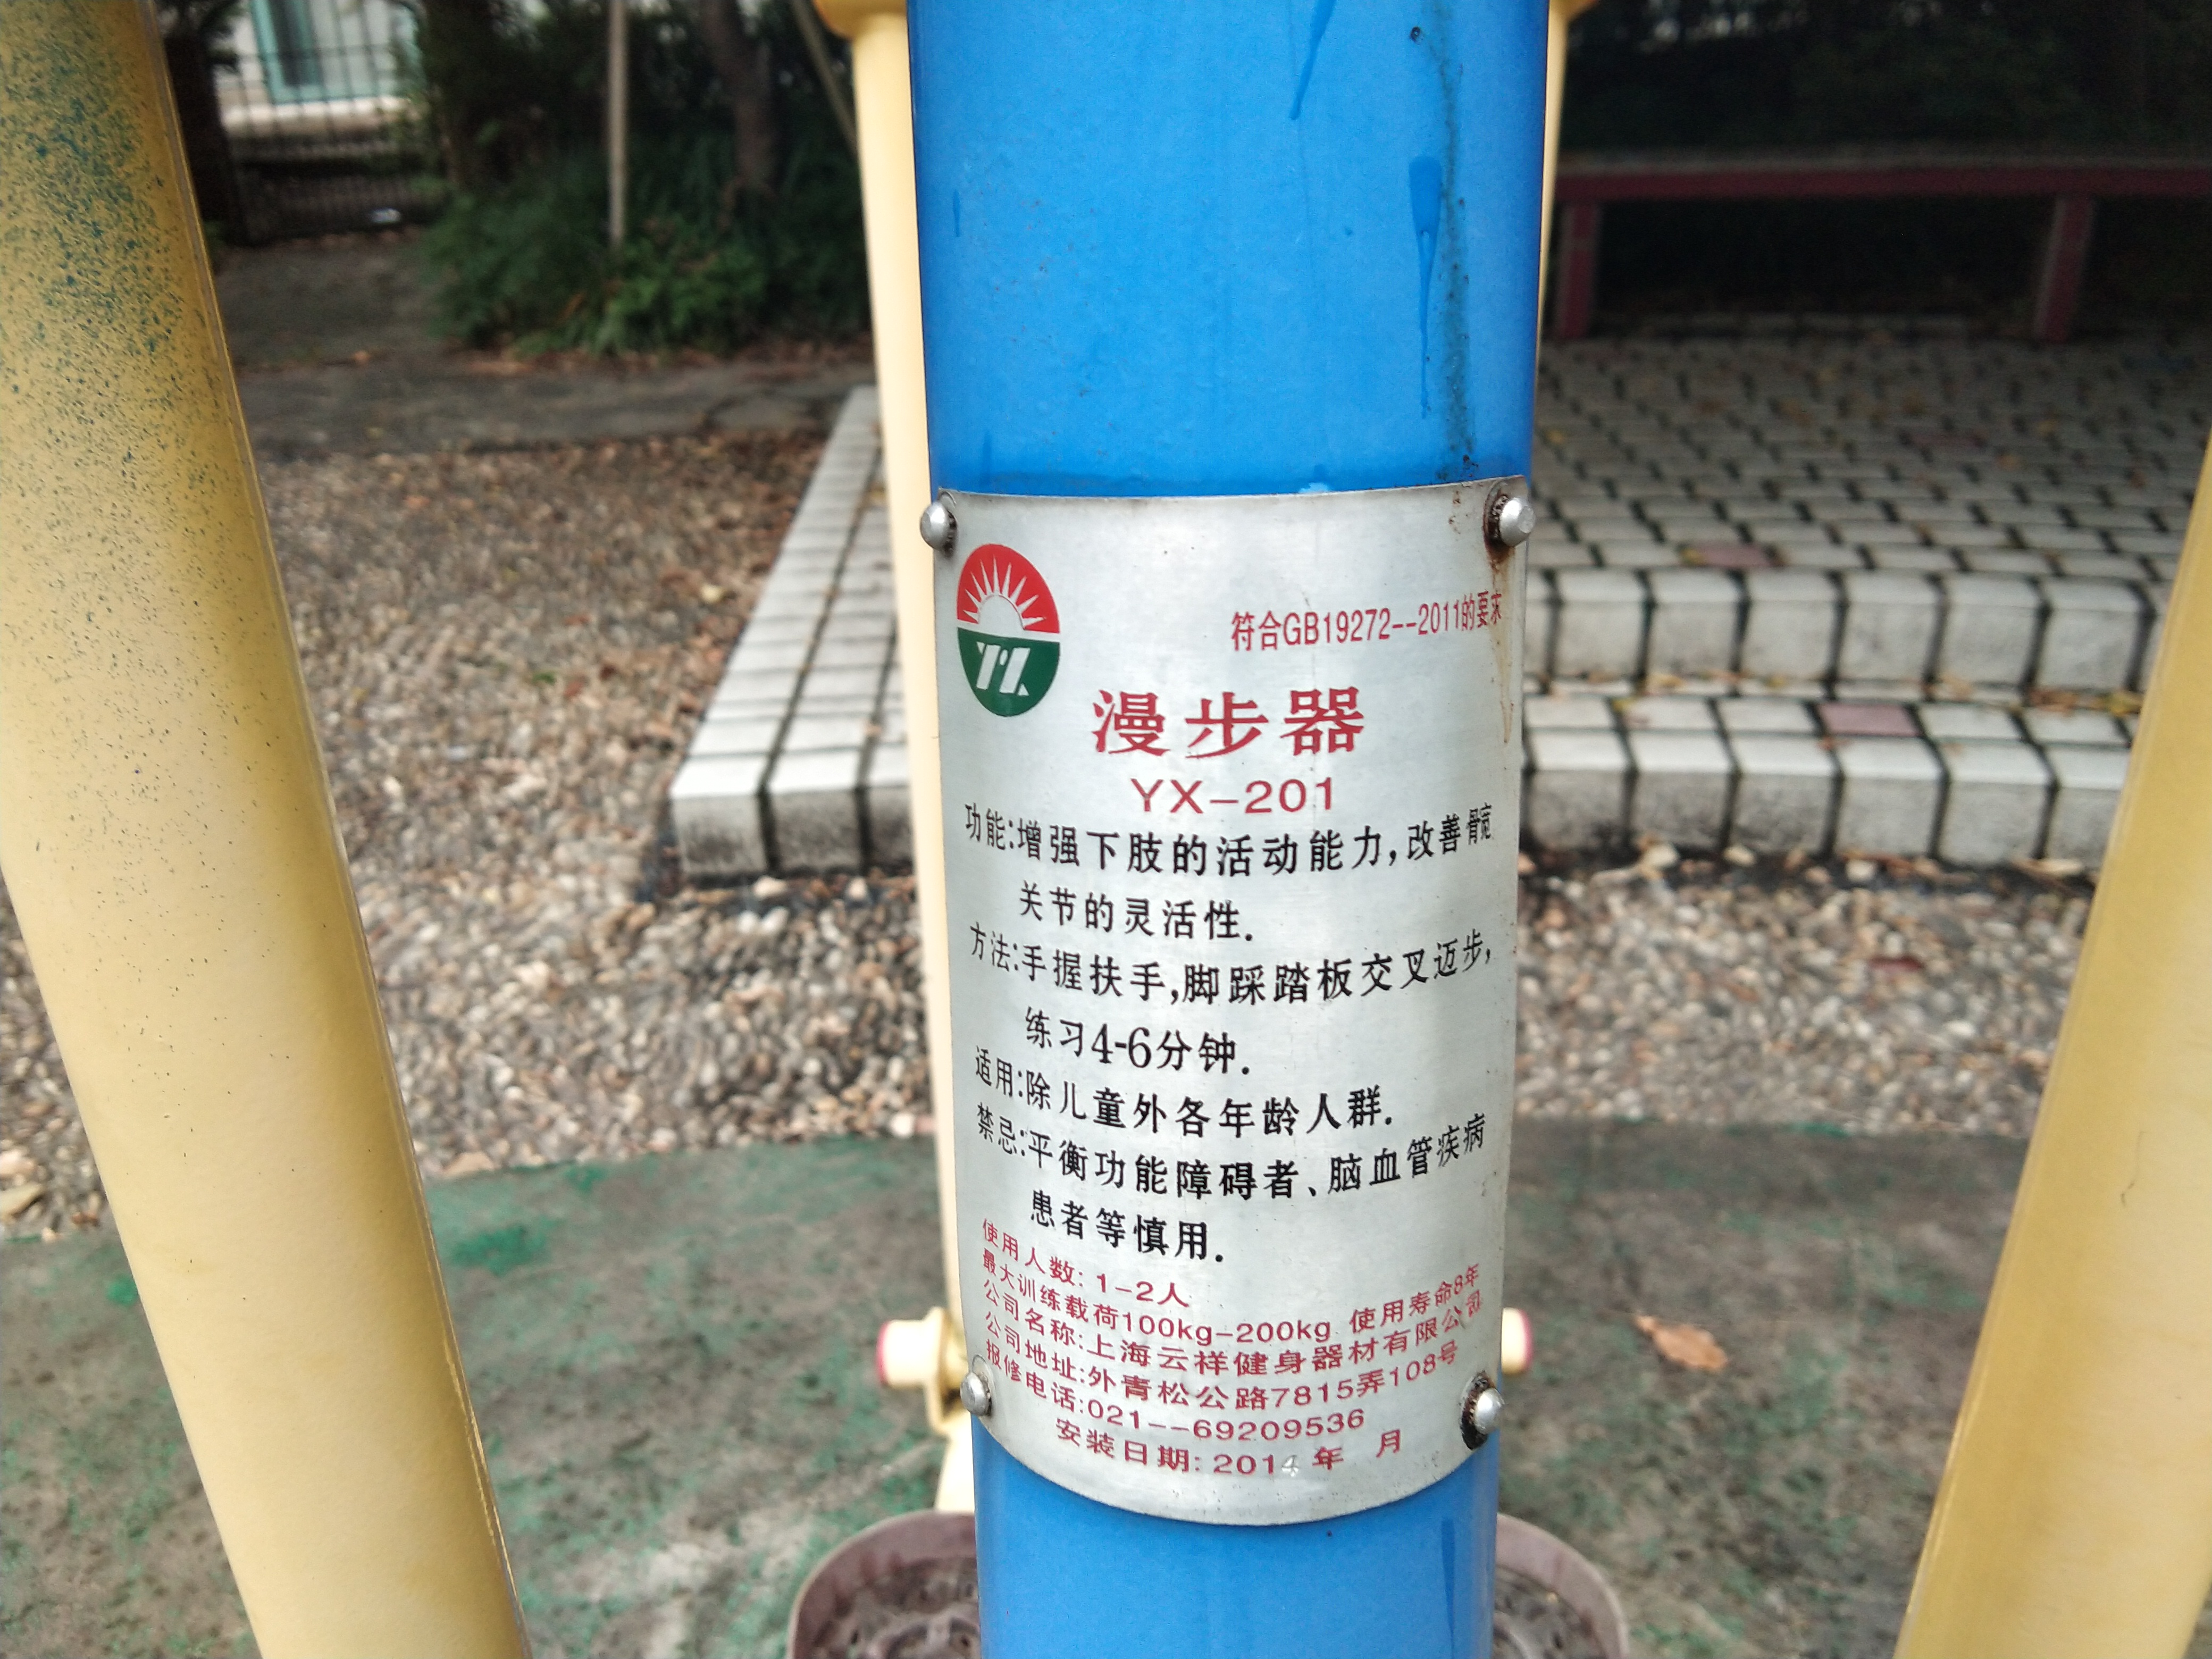 符合GB19272--2011的要求
漫步器
YX-201
功能:增强下肢的活动能力,改善髋
关节的灵活性.
方法:手握扶手,脚踩踏板交叉迈步,
练习4-6分钟.
适用:除儿童外各年龄人群.
禁忌:平衡功能障碍者、脑血管疾病
患者等慎用.
使用人数: 1-2人
最大训练载荷100kg-200kg 使用寿命8年
公司名称:上海云祥健身器材有限公司
公司地址:外青松公路7815弄108号
报修电话:021--69209536
安装日期: 2014 年 月